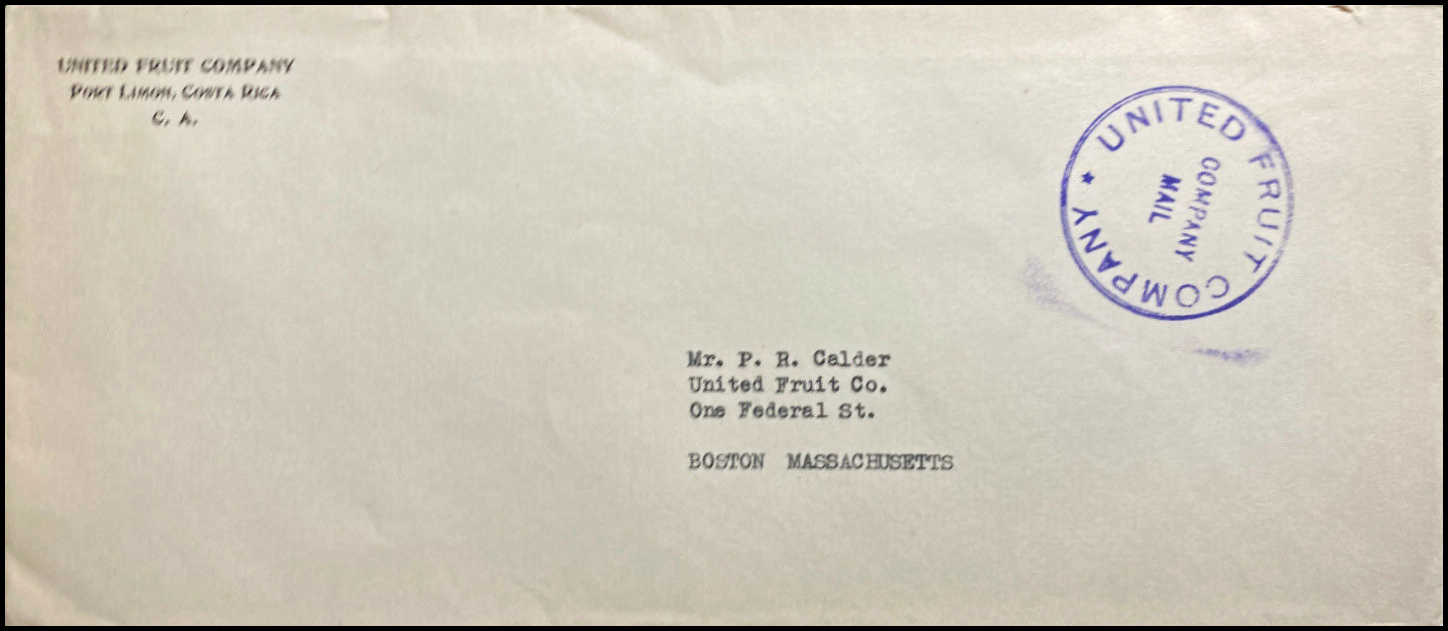 UNITED FRUIT COMPANY
PORT LIMON, COSTA RICA
C. A.
UNITED FRUIT COMPANY ★
COMPANY
MAIL
Mr. P. R. Calder
United Fruit Co.
One Federal St.
BOSTON MASSACHUSETTS